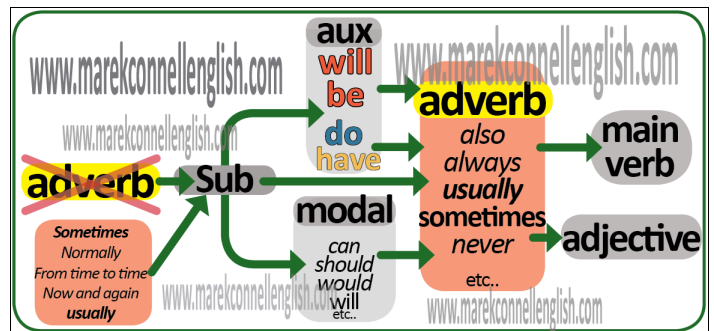 www.marekconnellenglish.com
www.marekconnellenglish.com
www.marekconnellenglish.com
adverb
Sometimes
Normally
From time to time
Now and again
usually
Sub
aux
will
be
do
have
modal
can
should
would
will
etc..
www.marekconnellenglish.com
adverb
also
always
usually
sometimes
never
etc..
main
verb
adjective
www.marekconnellenglish.com